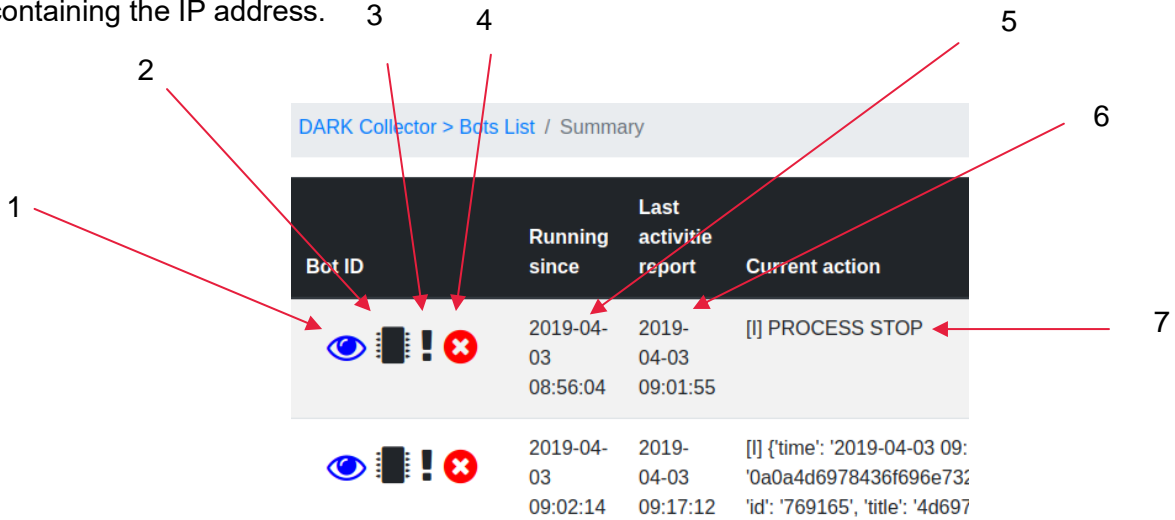 containing the IP address.
3
4
5
2
6
DARK Collector > Bots List / Summary
1
Last
Running activitie
Bot ID since report Current action
2019-04- 2019- [I] PROCESS STOP
7
03 04-03
08:56:04 09:01:55
2019-04- 2019- [I] {'time': '2019-04-03 09:
03 04-03 '0a0a4d6978436f696e732
09:02:14 09:17:12 'id': '769165', 'title': '4d697